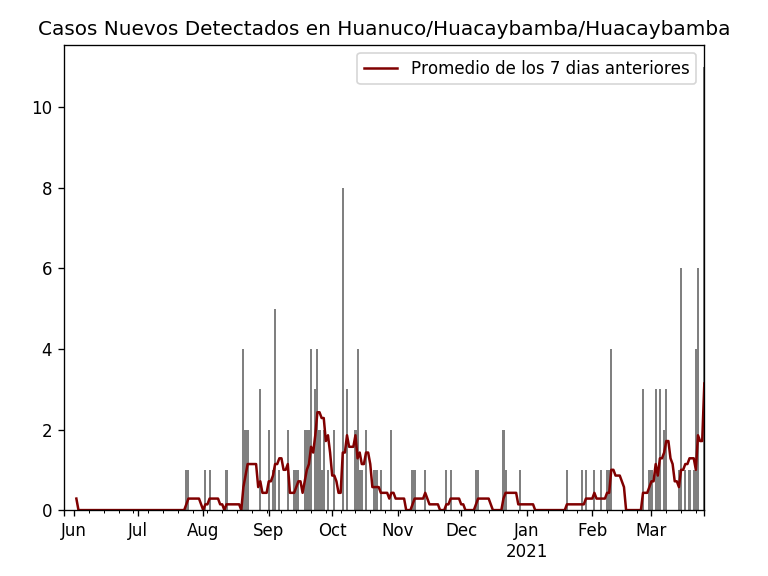 Casos Nuevos Detectados en Huanuco/Huacaybamba/Huacaybamba
Promedio de los 7 dias anteriores
10
8
6
4
2
0
Jun Jul Aug Sep Oct Nov Dec Jan Feb Mar
2021